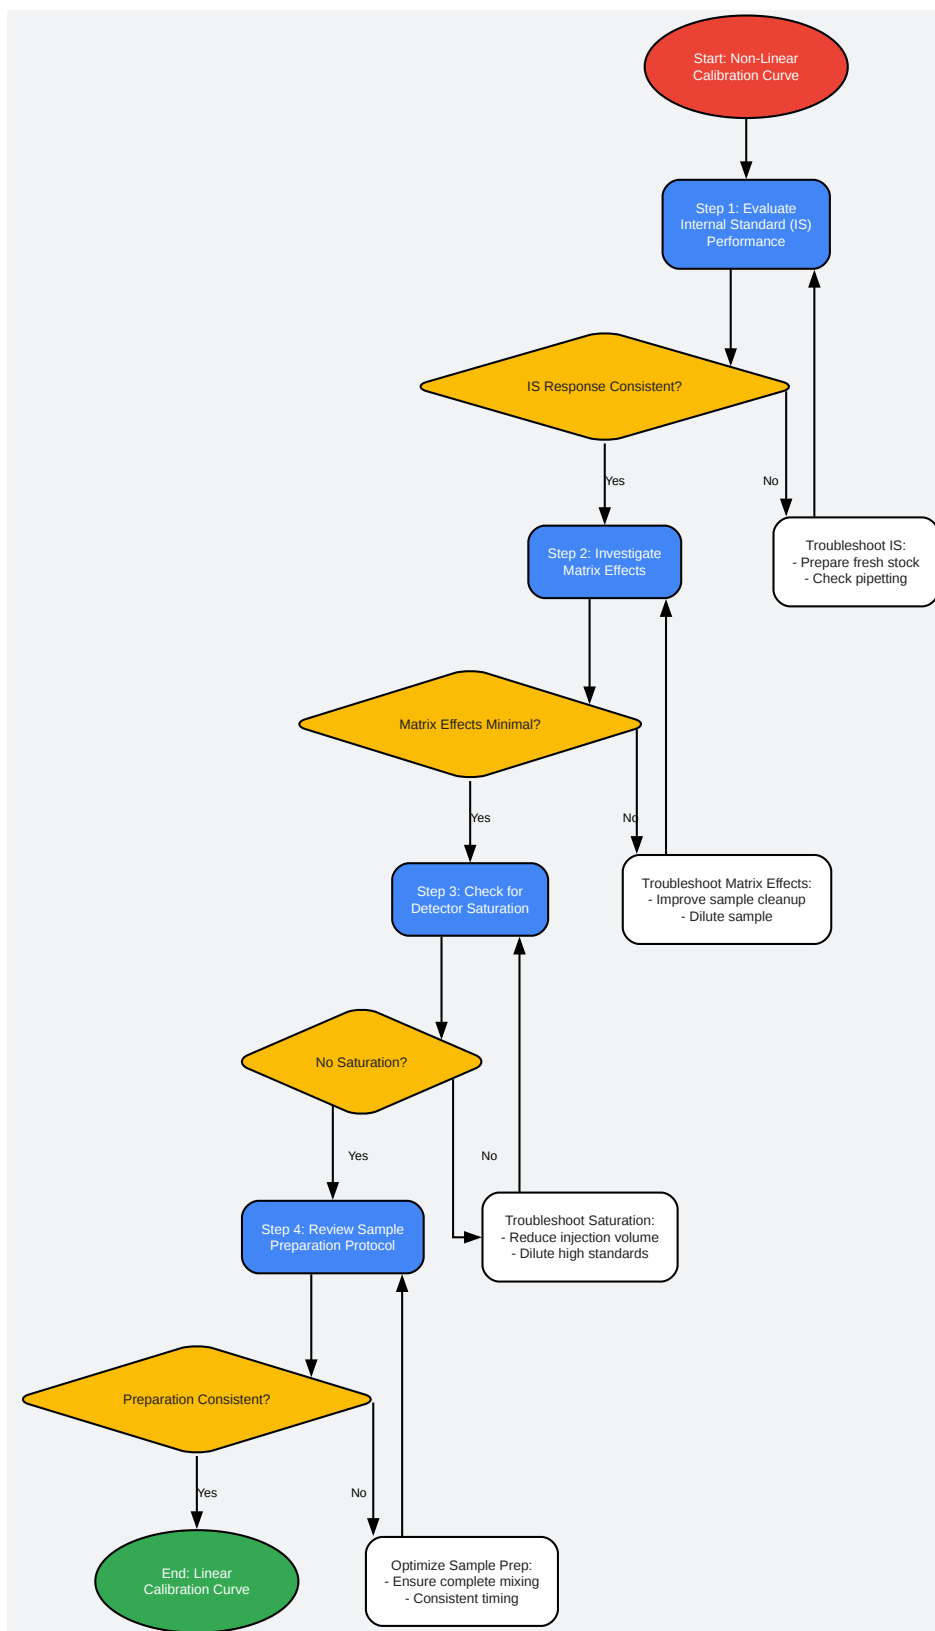 Start: Non-Linear
Calibration Curve
Step 1: Evaluate
Internal Standard (IS)
Performance
IS Response Consistent?
Yes
No
Troubleshoot IS:
- Prepare fresh stock
- Check pipetting
Step 2: Investigate
Matrix Effects
Matrix Effects Minimal?
Yes
No
Troubleshoot Matrix Effects:
- Improve sample cleanup
- Dilute sample
Step 3: Check for
Detector Saturation
No Saturation?
Yes
No
Troubleshoot Saturation:
- Reduce injection volume
- Dilute high standards
Step 4: Review Sample
Preparation Protocol
Preparation Consistent?
Yes
No
Optimize Sample Prep:
- Ensure complete mixing
- Consistent timing
End: Linear
Calibration Curve